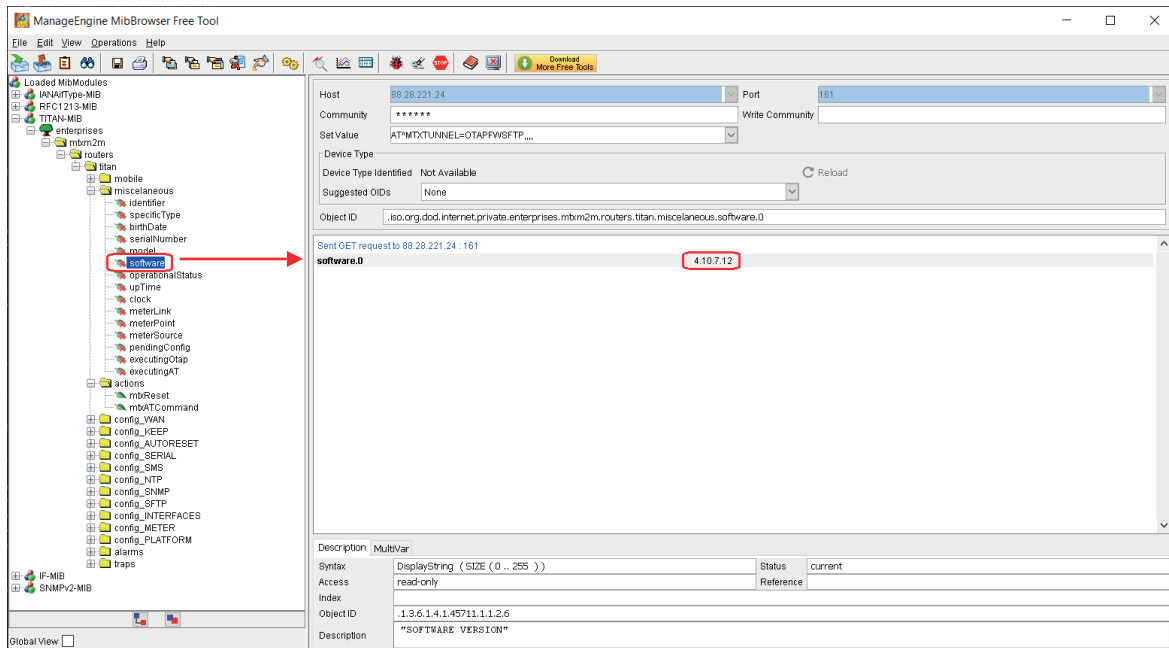 ManageEngine MibBrowser Free Tool
File Edit View Operations Help
Download
More Free Tools
Loaded MibModules
IANAifType-MIB
RFC1213-MIB
TITAN-MIB
enterprises
mtxm2m
routers
titan
mobile
miscelaneous
identifier
specificType
birthDate
serialNumber
model
software
operationalStatus
upTime
clock
meterLink
meterPoint
meterSource
pendingConfig
executingOtap
executingAT
actions
mtxReset
mtxATCommand
config_WAN
config_KEEP
config_AUTORESET
config_SERIAL
config_SMS
config_NTP
config_SNMP
config_SFTP
config_INTERFACES
config_METER
config_PLATFORM
alarms
traps
IF-MIB
SNMPv2-MIB
Global View
Host 88.28.221.24 Port 161
Community ****** Write Community
Set Value AT^MTXTUNNEL=OTAPFWSFTP,,,,
Device Type
Device Type Identified Not Available Reload
Suggested OIDs None
Object ID .iso.org.dod.internet.private.enterprises.mtxm2m.routers.titan.miscelaneous.software.0
Sent GET request to 88.28.221.24 : 161
software.0 4.10.7.12
Description MultiVar
Syntax DisplayString ( SIZE ( 0 .. 255 ) ) Status current
Access read-only Reference
Index
Object ID .1.3.6.1.4.1.45711.1.1.2.6
Description "SOFTWARE VERSION"